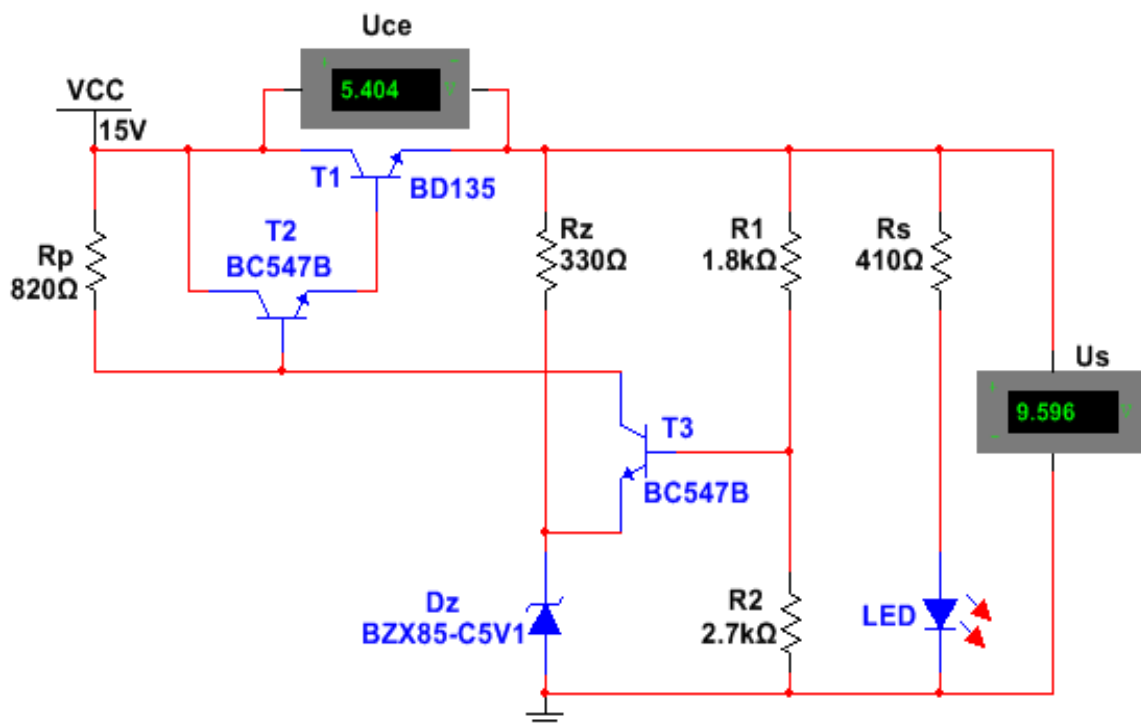 Uce
+ −
5.404 V
VCC
15V
T1
BD135
T2
BC547B
Rp
820Ω
Rz
330Ω
R1
1.8kΩ
Rs
410Ω
Us
+
9.596 V
−
T3
BC547B
Dz
BZX85-C5V1
R2
2.7kΩ
LED